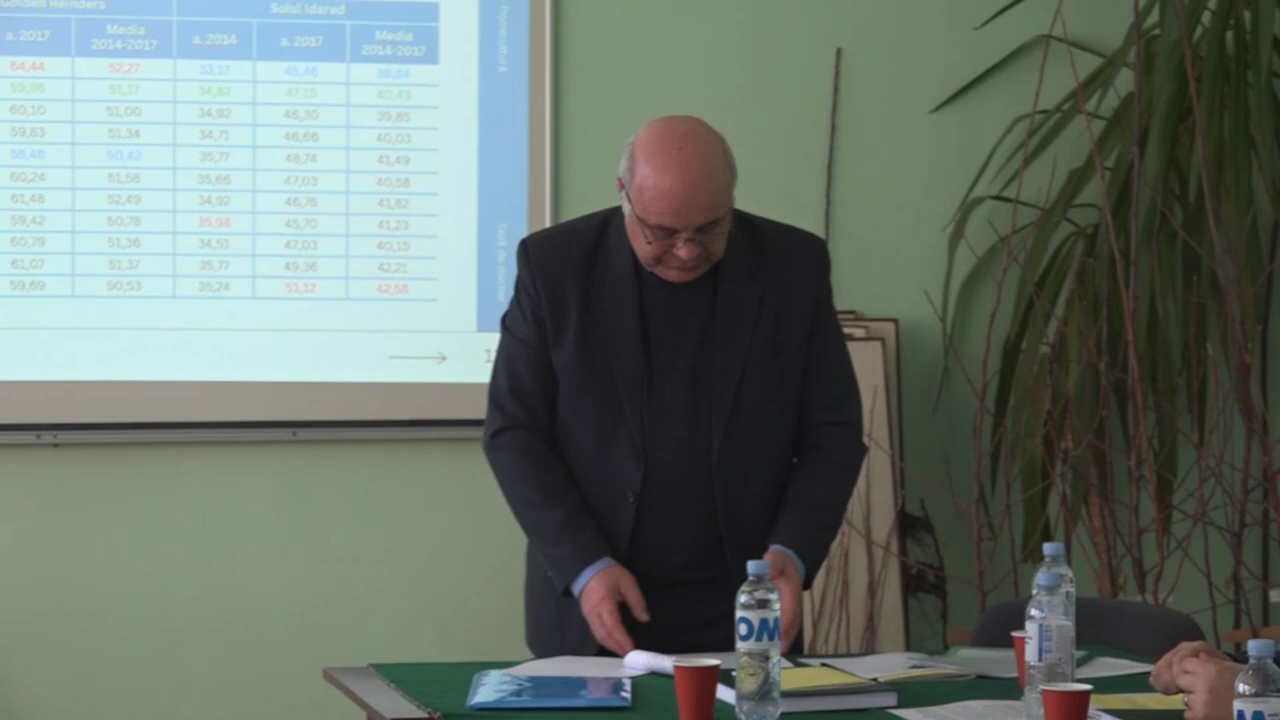 Golden Reinders Soiul Idared
a. 2017 Media 2014-2017 a. 2014 a. 2017 Media 2014-2017
64,44 52,27 33,17 45,46 38,84
59,96 51,17 34,82 47,15 40,43
60,10 51,00 34,92 46,30 39,85
59,83 51,34 34,71 46,66 40,03
58,46 50,42 35,77 48,74 41,49
60,24 51,58 35,66 47,03 40,58
61,48 52,49 34,92 46,78 41,82
59,42 50,78 35,98 45,70 41,23
60,79 51,36 34,51 47,03 40,15
61,07 51,37 35,77 49,36 42,21
59,69 50,53 35,24 51,12 42,56
Pomicultură
Teză de doctor
OM